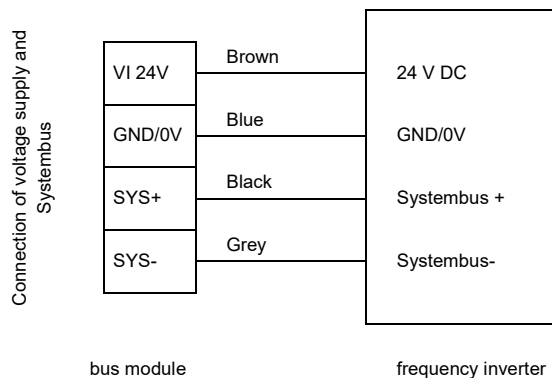 Connection of voltage supply and
Systembus
Brown
VI 24V
24 V DC
Blue
GND/0V
GND/0V
Black
SYS+
Systembus +
Grey
SYS-
Systembus-
bus module
frequency inverter